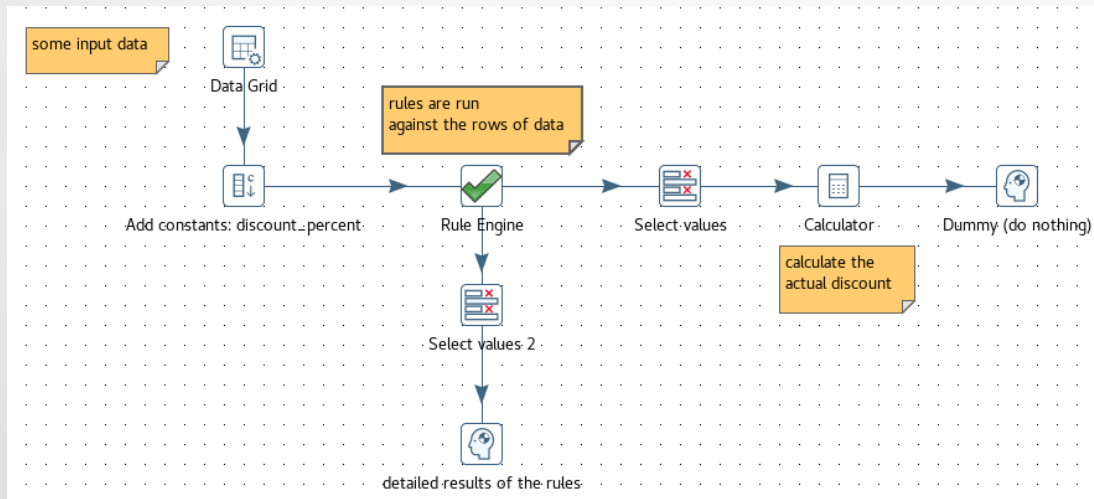 some input data
Data Grid
rules are run
against the rows of data
Add constants: discount_percent
Rule Engine
Select values
Calculator
Dummy (do nothing)
calculate the
actual discount
Select values 2
detailed results of the rules